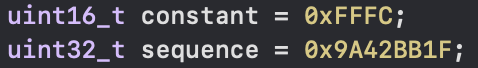 uint16_t constant = 0xFFFC;
uint32_t sequence = 0x9A42BB1F;